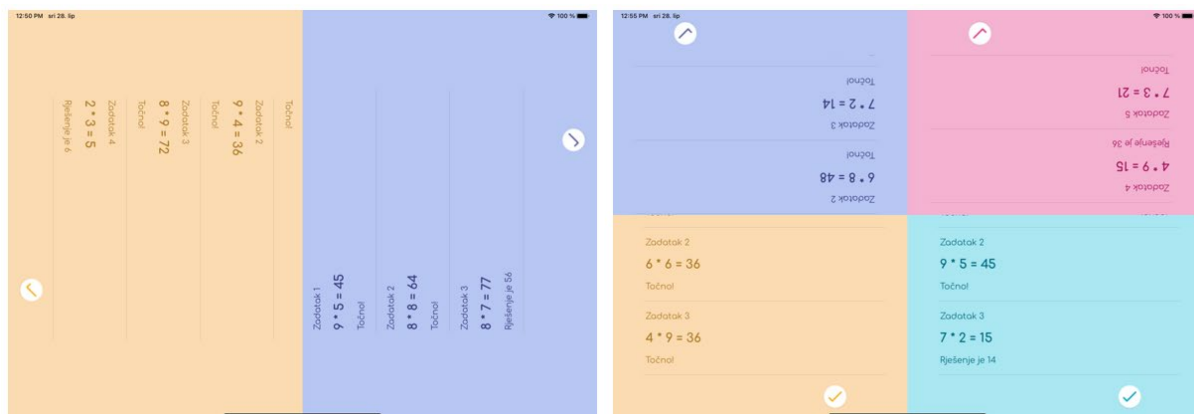 12:50 PM sri 28. lip
100 %
Točno!
Zadatak 2
9 * 4 = 36
Točno!
Zadatak 3
8 * 9 = 72
Točno!
Zadatak 4
2 * 3 = 5
Rješenje je 6
Zadatak 1
9 * 5 = 45
Točno!
Zadatak 2
8 * 8 = 64
Točno!
Zadatak 3
8 * 7 = 77
Rješenje je 56
12:55 PM sri 28. lip
100 %
Zadatak 2
6 * 8 = 48
Točno!
Zadatak 3
7 * 2 = 14
Točno!
Zadatak 4
4 * 9 = 15
Rješenje je 36
Zadatak 5
7 * 3 = 21
Točno!
Zadatak 2
6 * 6 = 36
Točno!
Zadatak 3
4 * 9 = 36
Točno!
Zadatak 2
9 * 5 = 45
Točno!
Zadatak 3
7 * 2 = 15
Rješenje je 14